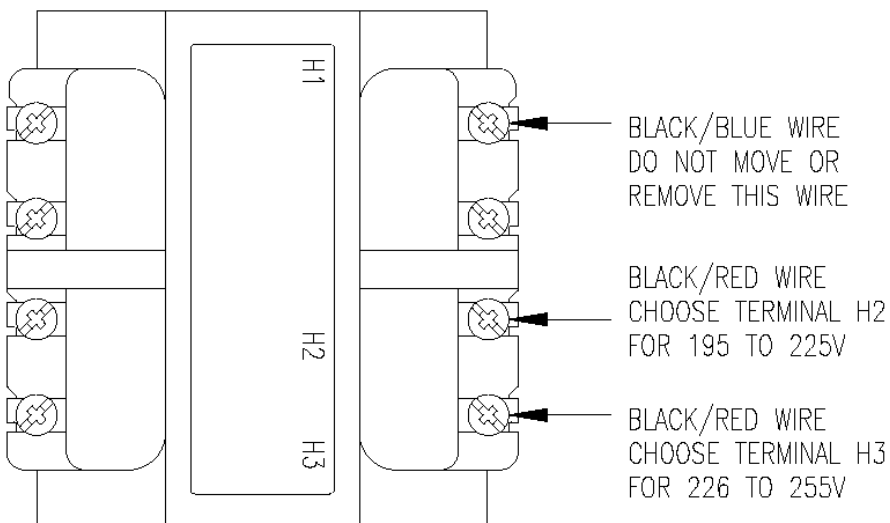 H1
BLACK/BLUE WIRE
DO NOT MOVE OR
REMOVE THIS WIRE
BLACK/RED WIRE
CHOOSE TERMINAL H2
FOR 195 TO 225V
H2
BLACK/RED WIRE
CHOOSE TERMINAL H3
FOR 226 TO 255V
H3